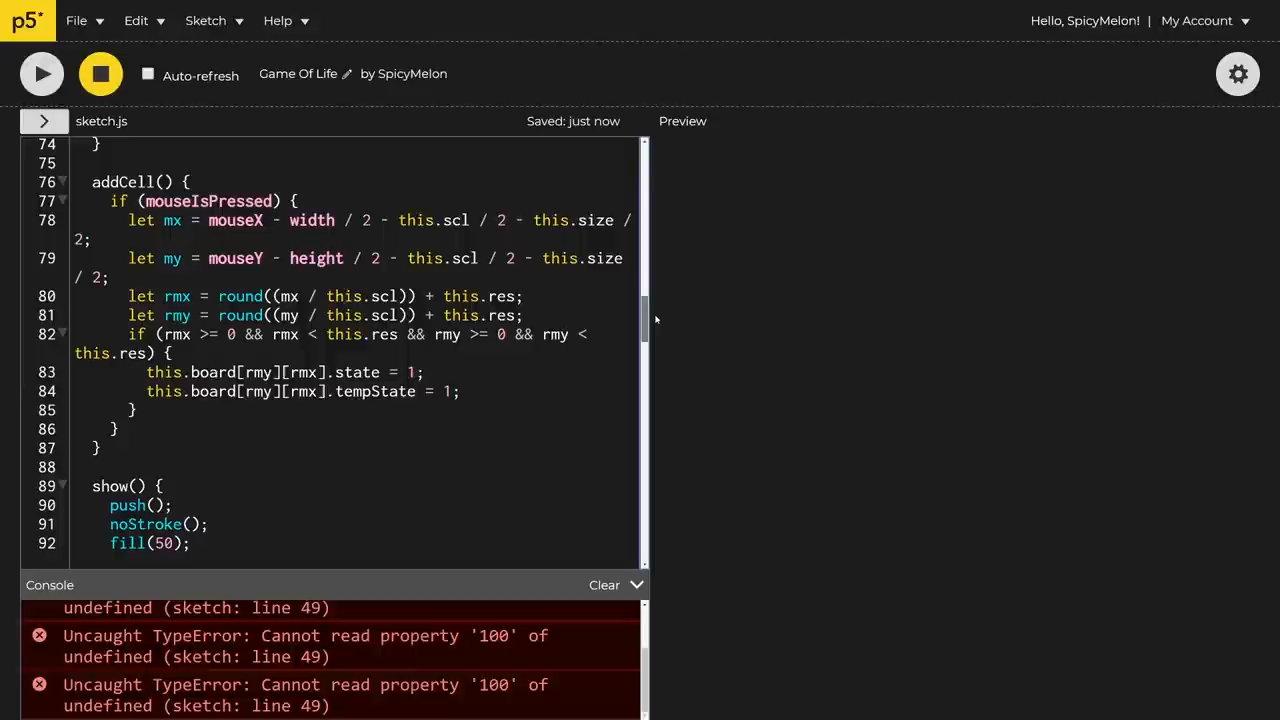 p5* File Edit Sketch Help Hello, SpicyMelon! | My Account
Auto-refresh Game Of Life by SpicyMelon
> sketch.js Saved: just now Preview
74 }
75
76 addCell() {
77 if (mouseIsPressed) {
78 let mx = mouseX - width / 2 - this.scl / 2 - this.size /
2;
79 let my = mouseY - height / 2 - this.scl / 2 - this.size
/ 2;
80 let rmx = round((mx / this.scl)) + this.res;
81 let rmy = round((my / this.scl)) + this.res;
82 if (rmx >= 0 && rmx < this.res && rmy >= 0 && rmy <
this.res) {
83 this.board[rmy][rmx].state = 1;
84 this.board[rmy][rmx].tempState = 1;
85 }
86 }
87 }
88
89 show() {
90 push();
91 noStroke();
92 fill(50);
Console Clear
undefined (sketch: line 49)
Uncaught TypeError: Cannot read property '100' of
undefined (sketch: line 49)
Uncaught TypeError: Cannot read property '100' of
undefined (sketch: line 49)